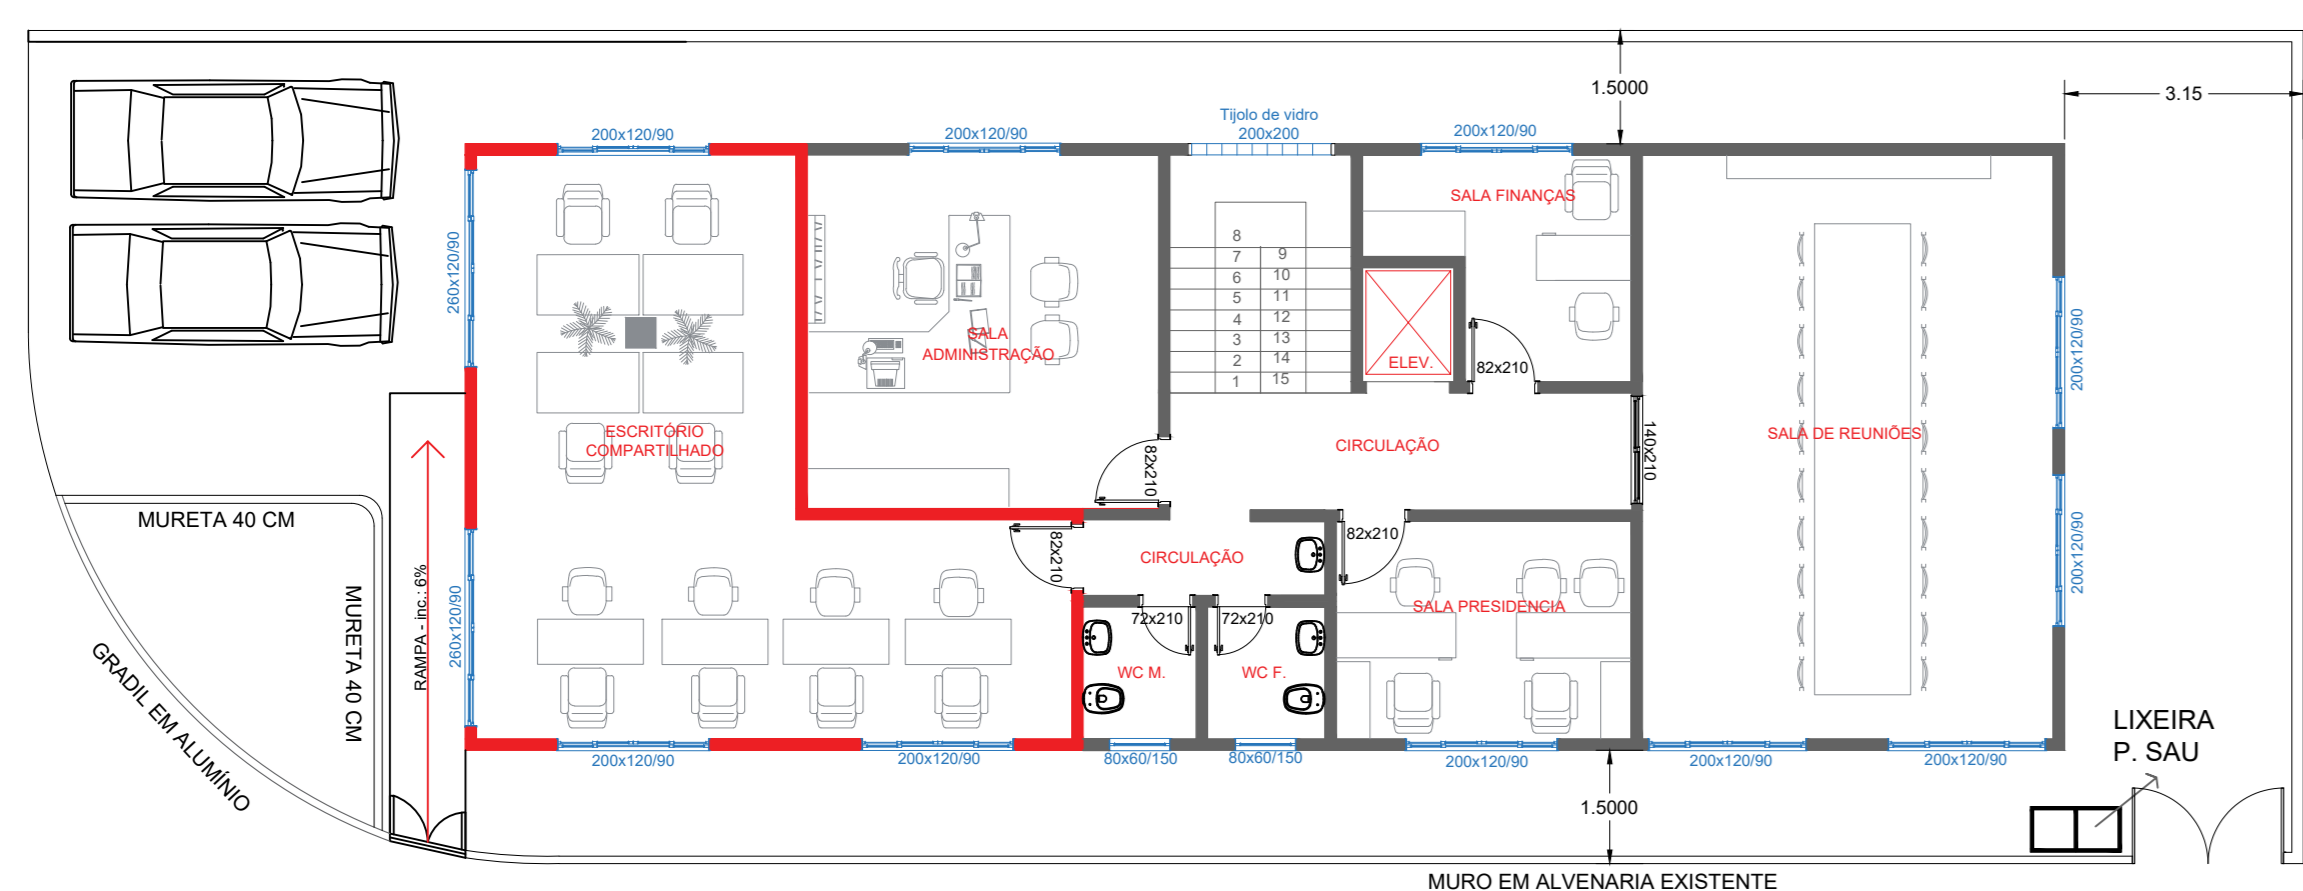 1.5000
3.15
Tijolo de vidro
200x200
200x120/90
200x120/90
200x120/90
SALA FINANÇAS
260x120/90
8
7
6
5
4
3
2
1
9
10
11
12
13
14
15
SALA
ADMINISTRAÇÃO
ELEV.
82x210
200x120/90
ESCRITÓRIO
COMPARTILHADO
CIRCULAÇÃO
SALA DE REUNIÕES
82x210
140x210
MURETA 40 CM
82x210
82x210
CIRCULAÇÃO
200x120/90
RAMPA - inc.: 6%
MURETA 40 CM
260x120/90
72x210
72x210
SALA PRESIDENCIA
WC M.
WC F.
GRADIL EM ALUMÍNIO
LIXEIRA
P. SAU
200x120/90
200x120/90
80x60/150
80x60/150
200x120/90
200x120/90
200x120/90
1.5000
MURO EM ALVENARIA EXISTENTE